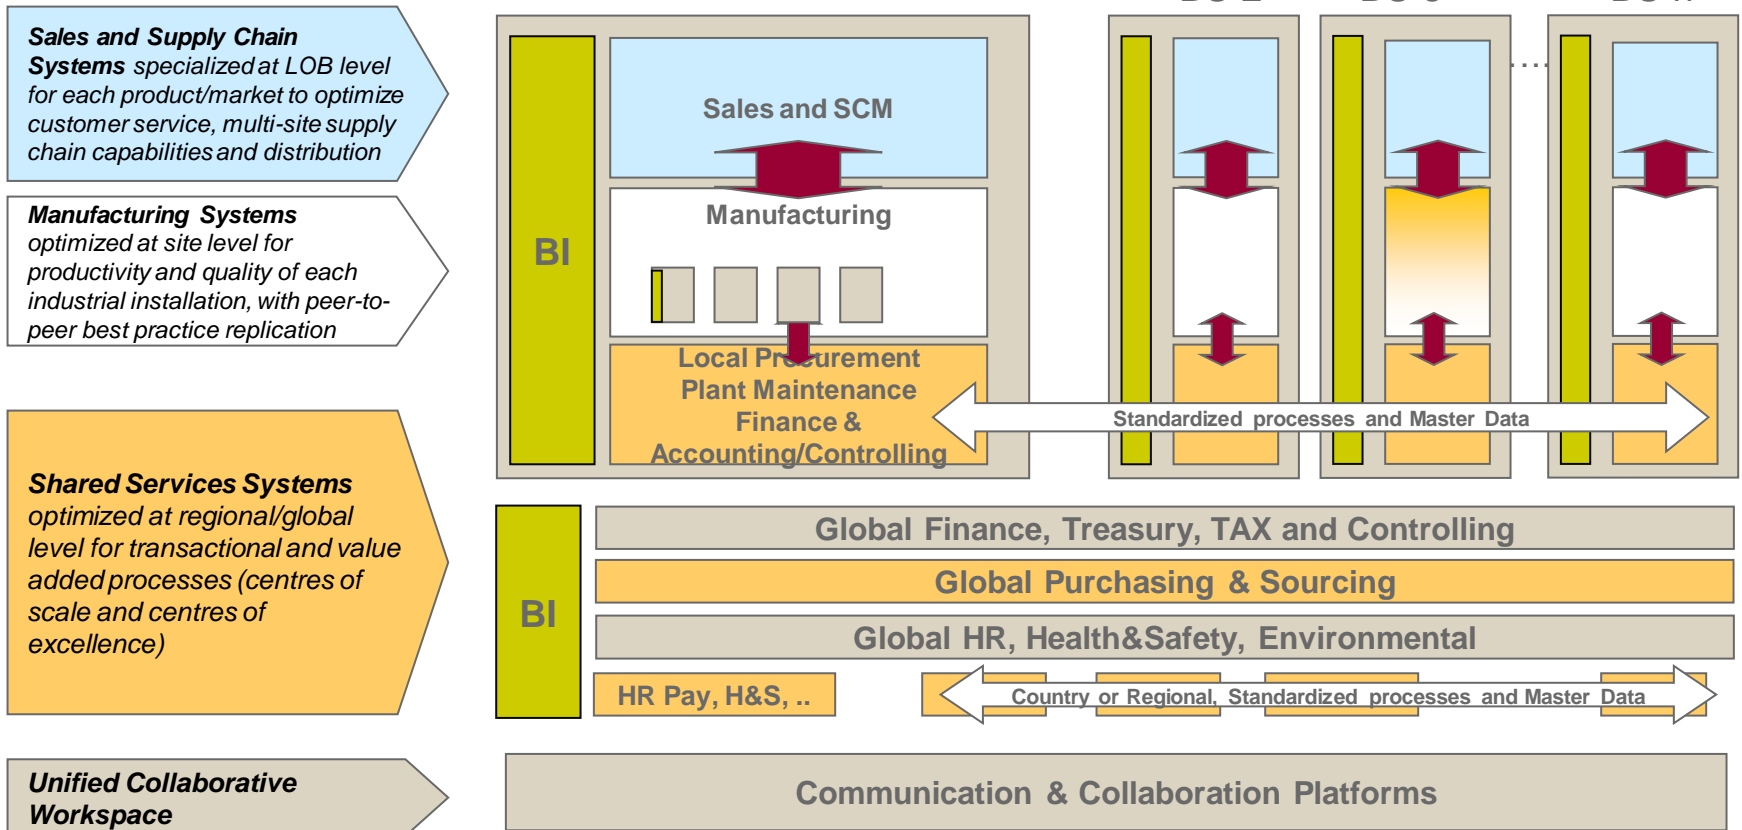 Sales and Supply Chain
Systems specialized at LOB level
for each product/market to optimize
customer service, multi-site supply
chain capabilities and distribution
Manufacturing Systems
optimized at site level for
productivity and quality of each
industrial installation, with peer-to-
peer best practice replication
Shared Services Systems
optimized at regional/global
level for transactional and value
added processes (centres of
scale and centres of
excellence)
Unified Collaborative
Workspace
BI
Sales and SCM
Manufacturing
Local Procurement
Plant Maintenance
Finance &
Accounting/Controlling
....
Standardized processes and Master Data
BI
Global Finance, Treasury, TAX and Controlling
Global Purchasing & Sourcing
Global HR, Health&Safety, Environmental
HR Pay, H&S, ..
Country or Regional, Standardized processes and Master Data
Communication & Collaboration Platforms